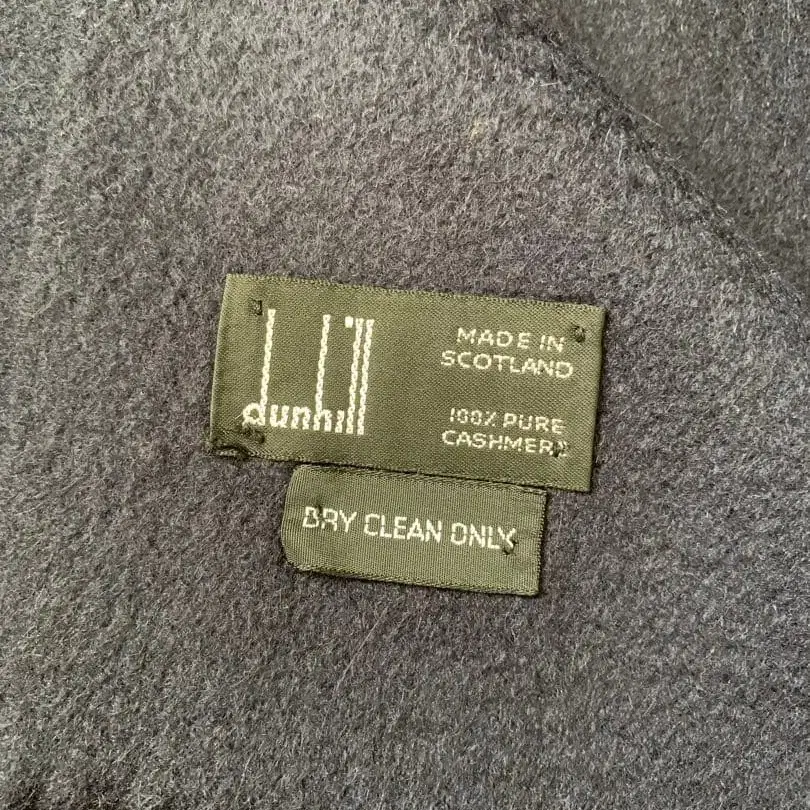 dunhill
MADE IN
SCOTLAND
100% PURE
CASHMERE
DRY CLEAN ONLY